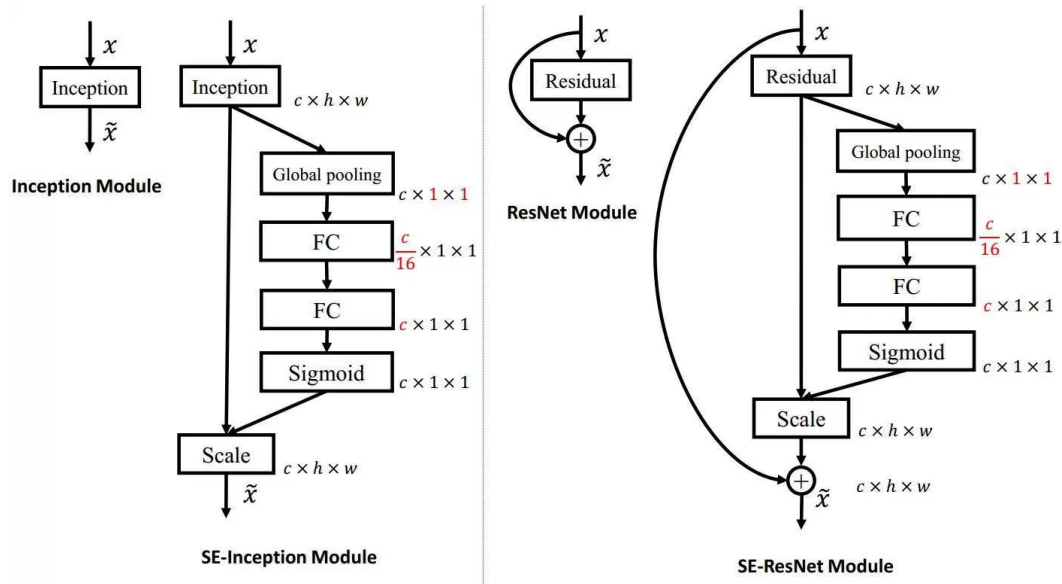 x
Inception
x̃
Inception Module
x
Inception
c × h × w
Global pooling
c × 1 × 1
FC
c/16 × 1 × 1
FC
c × 1 × 1
Sigmoid
c × 1 × 1
Scale
c × h × w
x̃
SE-Inception Module
x
Residual
+
x̃
ResNet Module
x
Residual
c × h × w
Global pooling
c × 1 × 1
FC
c/16 × 1 × 1
FC
c × 1 × 1
Sigmoid
c × 1 × 1
Scale
c × h × w
+
x̃
c × h × w
SE-ResNet Module